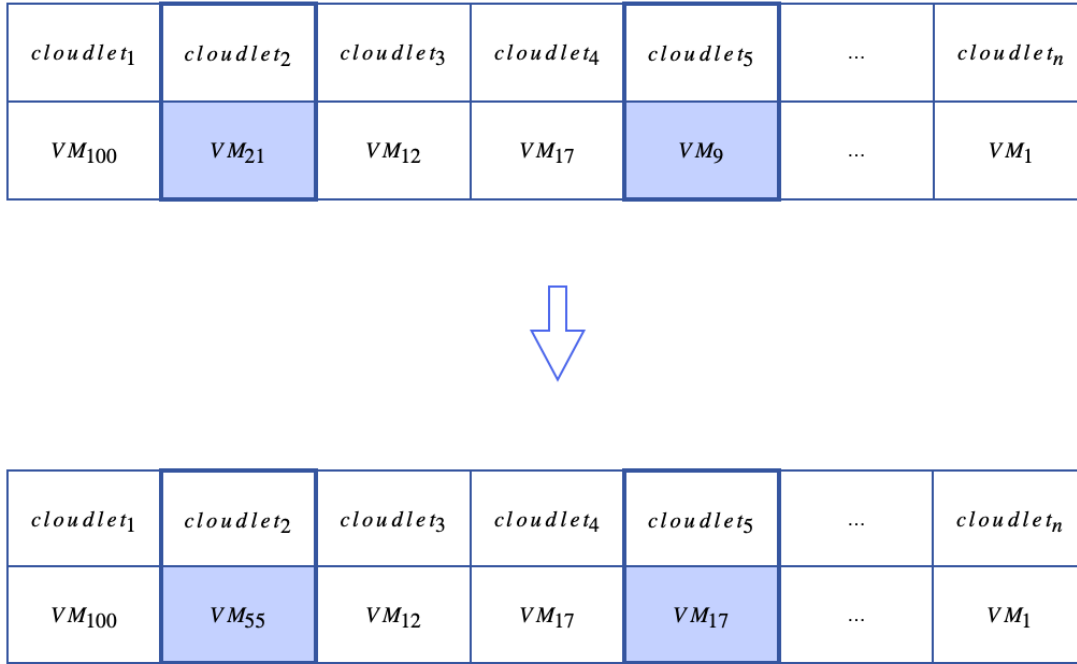 cloudlet₁ cloudlet₂ cloudlet₃ cloudlet₄ cloudlet₅ ... cloudletₙ
VM₁₀₀ VM₂₁ VM₁₂ VM₁₇ VM₉ ... VM₁
cloudlet₁ cloudlet₂ cloudlet₃ cloudlet₄ cloudlet₅ ... cloudletₙ
VM₁₀₀ VM₅₅ VM₁₂ VM₁₇ VM₁₇ ... VM₁